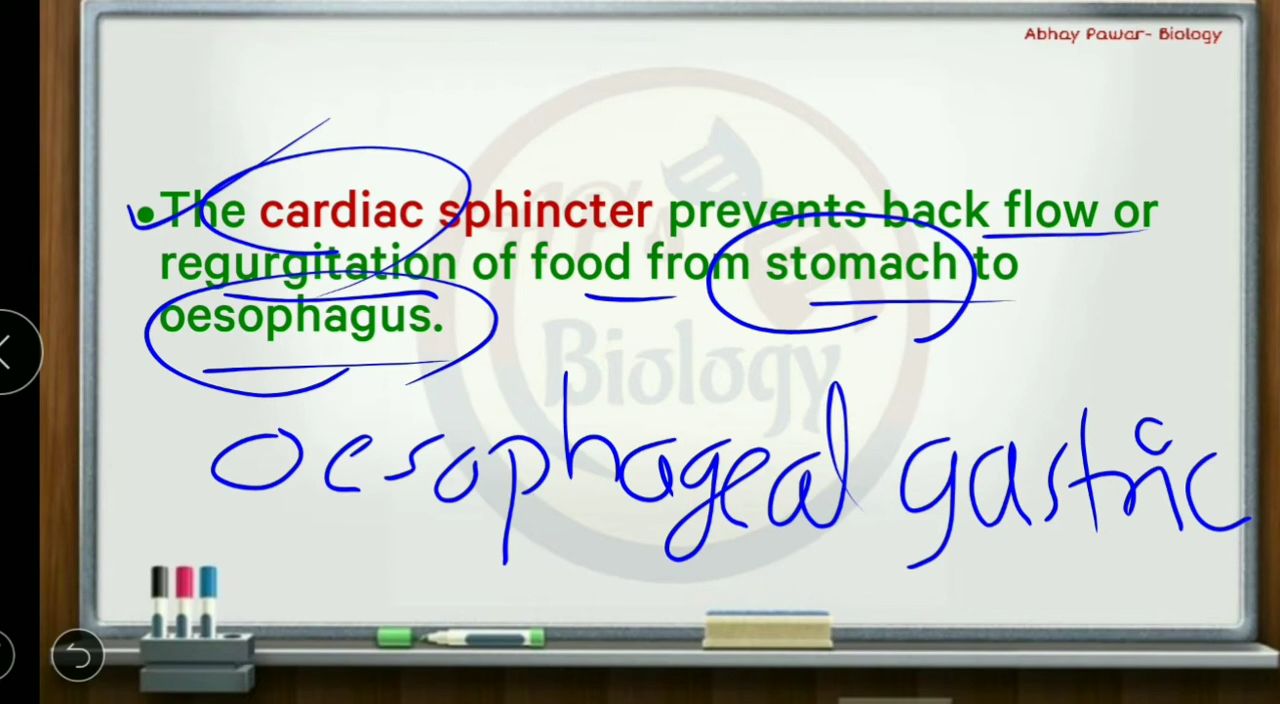 Abhay Pawar- Biology
•The cardiac sphincter prevents back flow or
regurgitation of food from stomach to
oesophagus.
Biology
oesophageal gastric